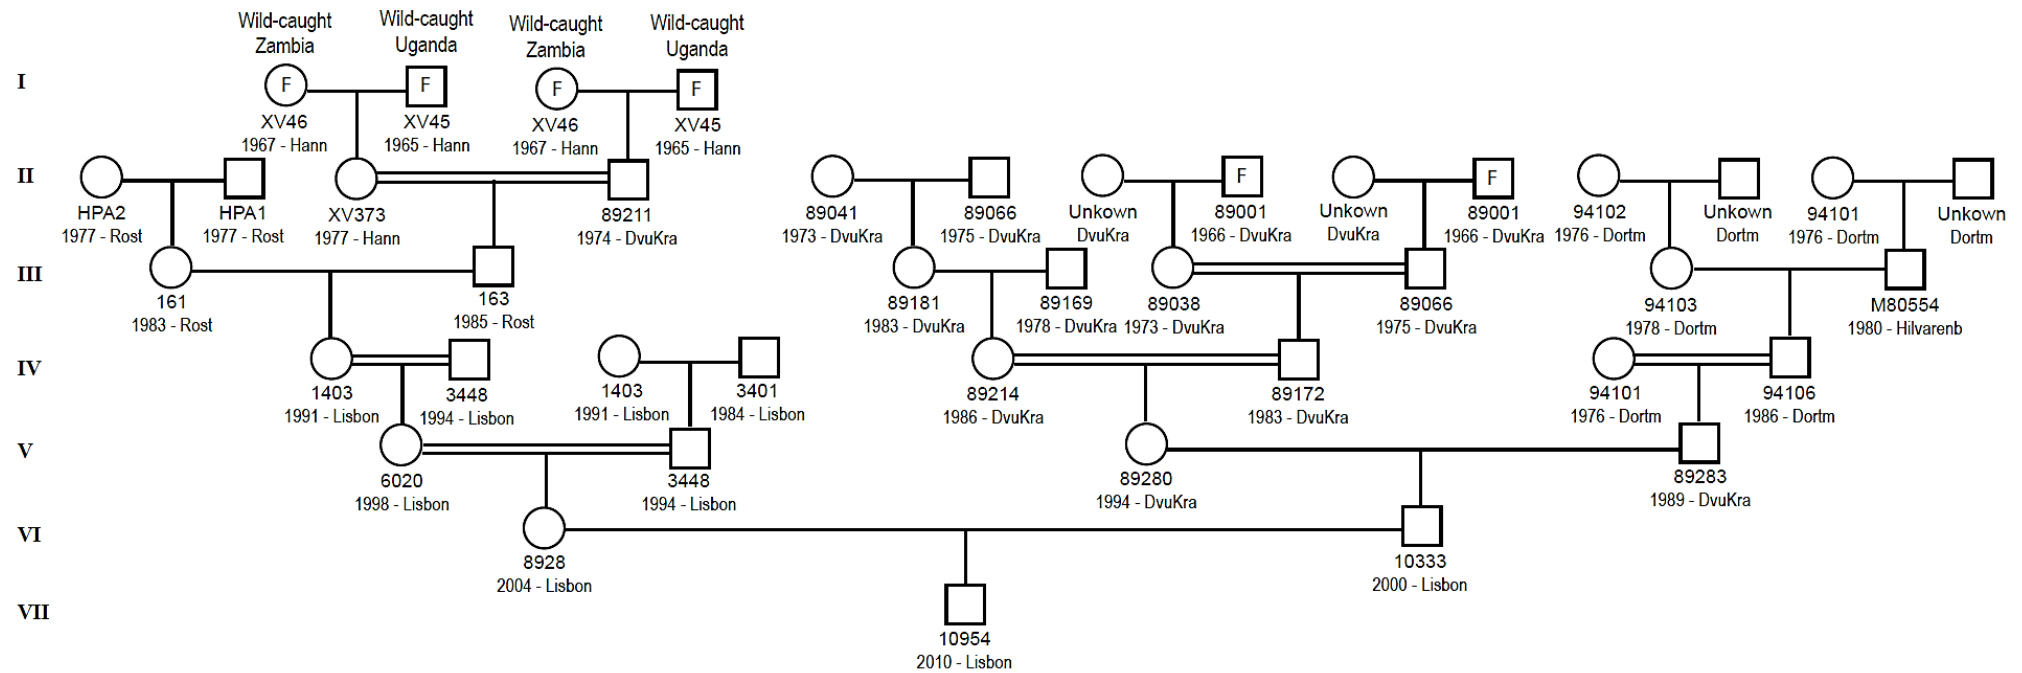 Wild-caught
Zambia
Wild-caught
Uganda
Wild-caught
Zambia
Wild-caught
Uganda
I
F
F
F
F
XV46
1967 - Hann
XV45
1965 - Hann
XV46
1967 - Hann
XV45
1965 - Hann
II
F
F
HPA2
1977 - Rost
HPA1
1977 - Rost
XV373
1977 - Hann
89211
1974 - DvuKra
89041
1973 - DvuKra
89066
1975 - DvuKra
Unkown
DvuKra
89001
1966 - DvuKra
Unkown
DvuKra
89001
1966 - DvuKra
94102
1976 - Dortm
Unkown
Dortm
94101
1976 - Dortm
Unkown
Dortm
III
161
1983 - Rost
163
1985 - Rost
89181
1983 - DvuKra
89169
1978 - DvuKra
89038
1973 - DvuKra
89066
1975 - DvuKra
94103
1978 - Dortm
M80554
1980 - Hilvarenb
IV
1403
1991 - Lisbon
3448
1994 - Lisbon
1403
1991 - Lisbon
3401
1984 - Lisbon
89214
1986 - DvuKra
89172
1983 - DvuKra
94101
1976 - Dortm
94106
1986 - Dortm
V
6020
1998 - Lisbon
3448
1994 - Lisbon
89280
1994 - DvuKra
89283
1989 - DvuKra
VI
8928
2004 - Lisbon
10333
2000 - Lisbon
VII
10954
2010 - Lisbon